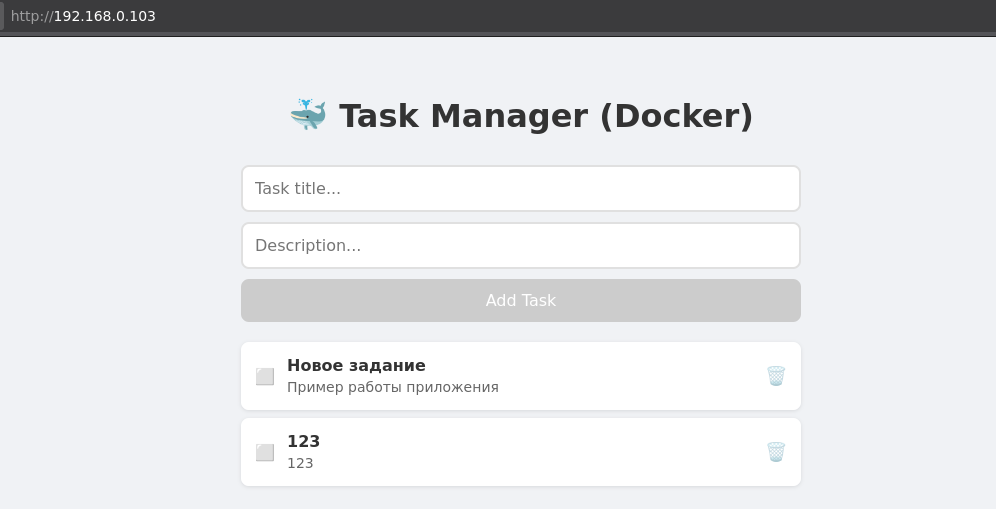 http://192.168.0.103
Task Manager (Docker)
Task title...
Description...
Add Task
Новое задание
Пример работы приложения
123
123